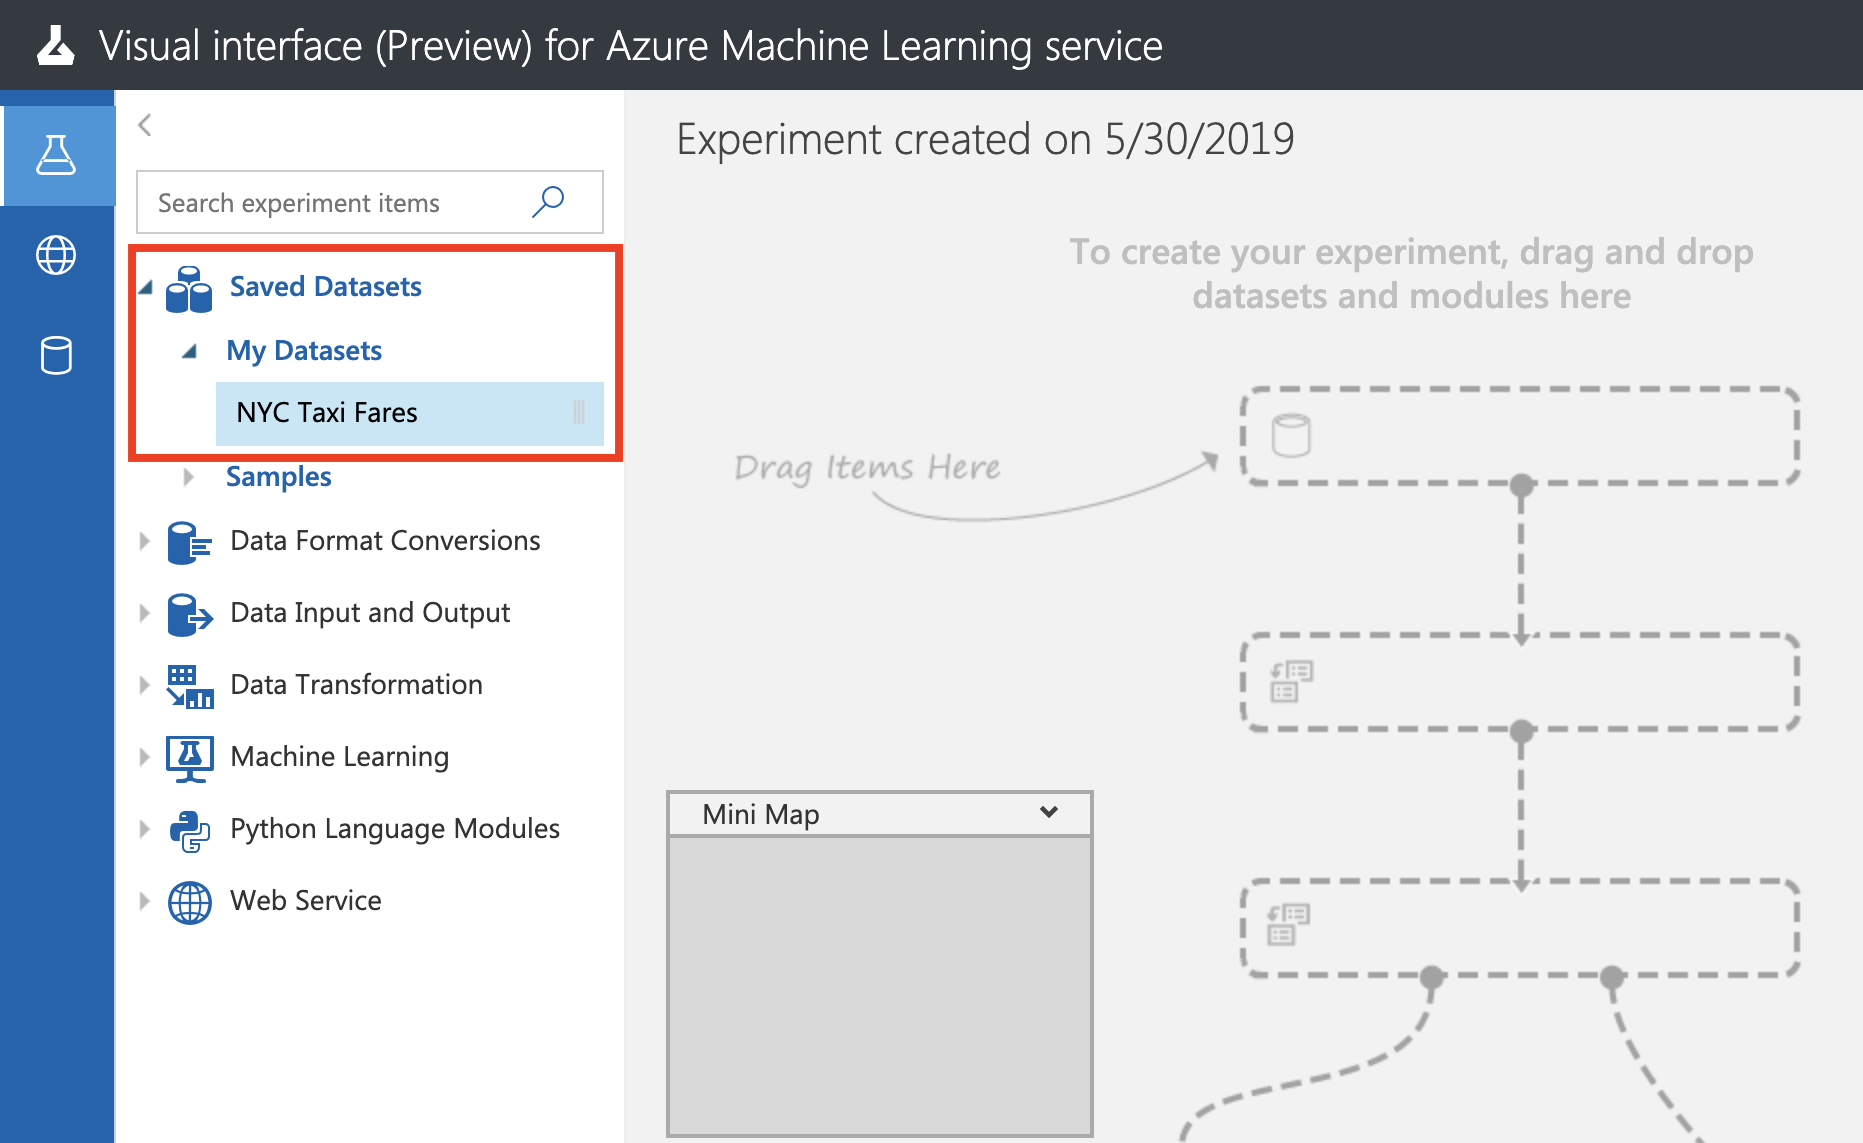 Visual interface (Preview) for Azure Machine Learning service
Search experiment items
Saved Datasets
My Datasets
NYC Taxi Fares
Samples
Data Format Conversions
Data Input and Output
Data Transformation
Machine Learning
Python Language Modules
Web Service
Experiment created on 5/30/2019
To create your experiment, drag and drop
datasets and modules here
Drag Items Here
Mini Map